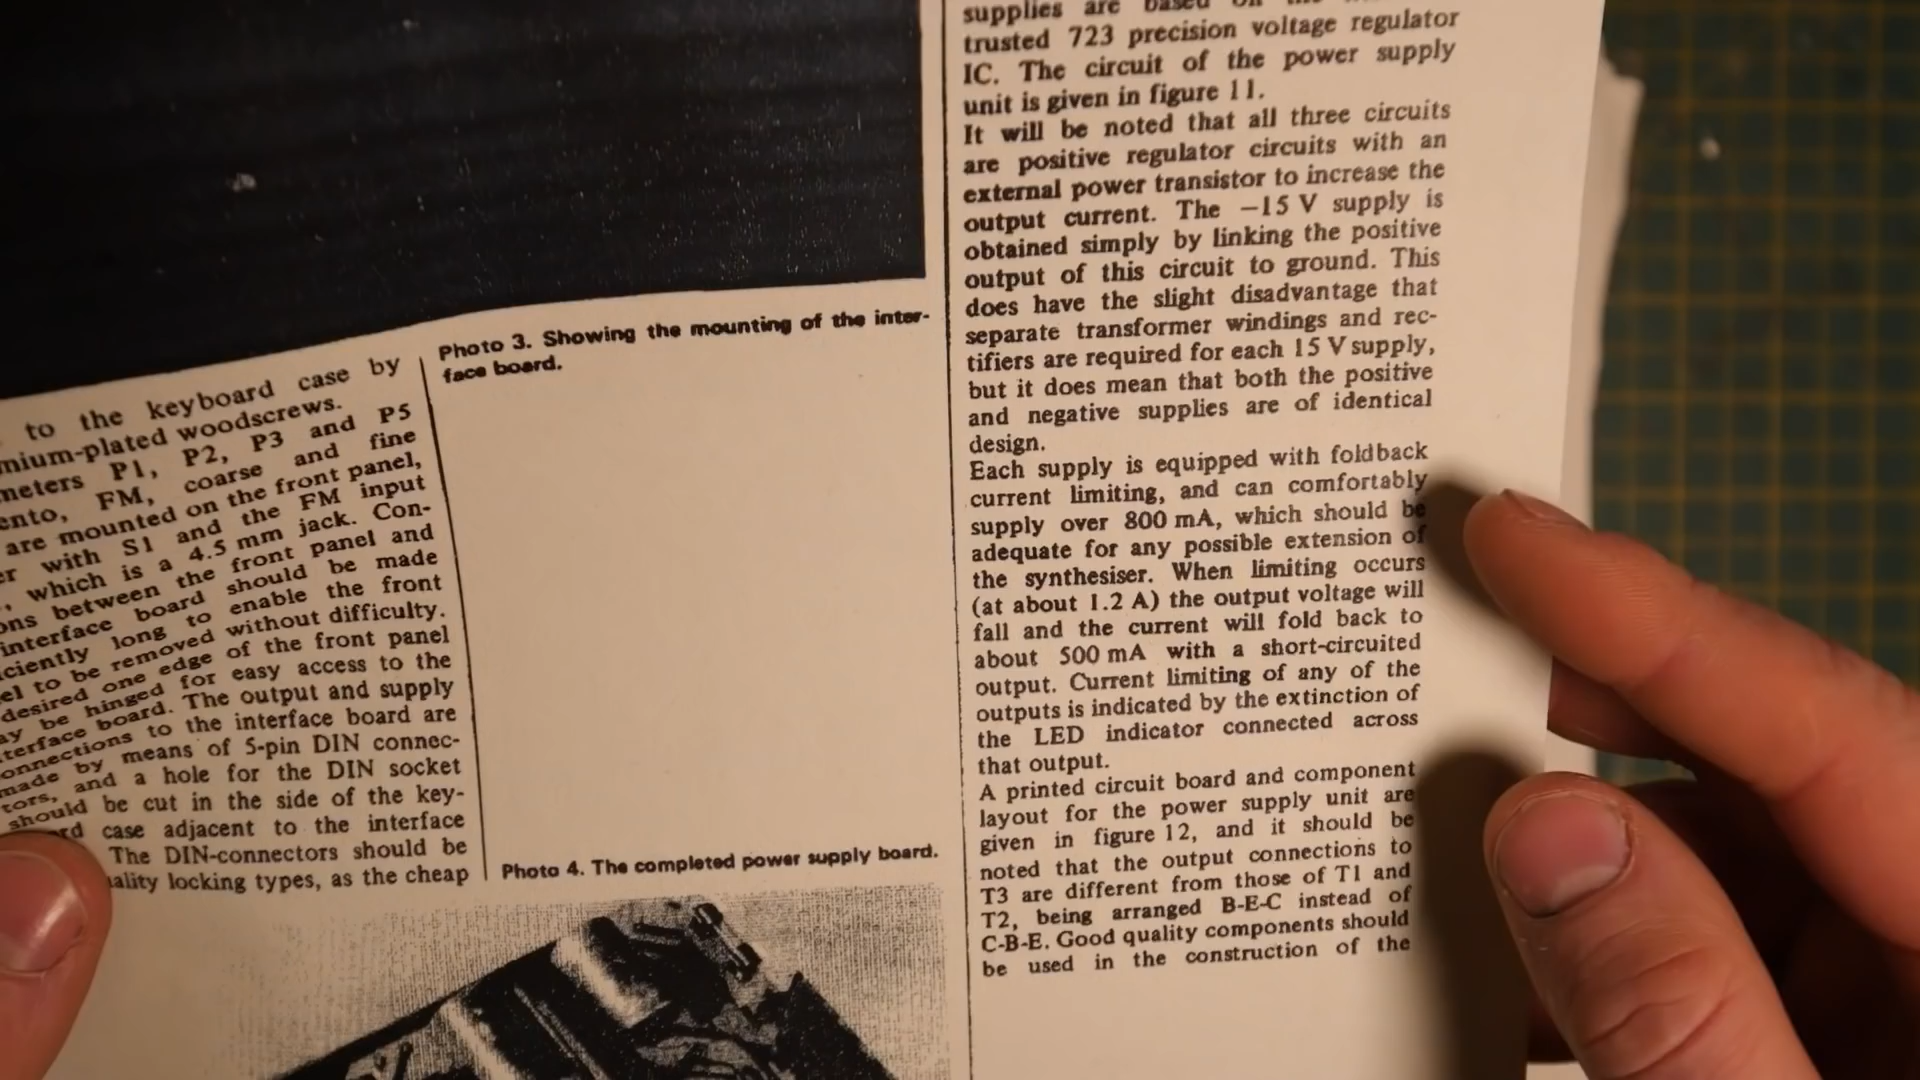 to the keyboard case by
woodscrews.
P1, P2, P3 and P5
FM, coarse and fine
are mounted on the front panel,
with S1 and the FM input
, which is a 4.5 mm jack. Con-
between the front panel and
interface board should be made
long to enable the front
to be removed without difficulty.
desired one edge of the front panel
be hinged for easy access to the
board. The output and supply
to the interface board are
made by means of 5-pin DIN connec-
tors, and a hole for the DIN socket
should be cut in the side of the key-
case adjacent to the interface
The DIN-connectors should be
locking types, as the cheap
Photo 3. Showing the mounting of the inter-
face board.
Photo 4. The completed power supply board.
supplies are based on the
trusted 723 precision voltage regulator
IC. The circuit of the power supply
unit is given in figure 11.
It will be noted that all three circuits
are positive regulator circuits with an
external power transistor to increase the
output current. The −15 V supply is
obtained simply by linking the positive
output of this circuit to ground. This
does have the slight disadvantage that
separate transformer windings and rec-
tifiers are required for each 15 V supply,
but it does mean that both the positive
and negative supplies are of identical
design.
Each supply is equipped with foldback
current limiting, and can comfortably
supply over 800 mA, which should be
adequate for any possible extension of
the synthesiser. When limiting occurs
(at about 1.2 A) the output voltage will
fall and the current will fold back to
about 500 mA with a short-circuited
output. Current limiting of any of the
outputs is indicated by the extinction of
the LED indicator connected across
that output.
A printed circuit board and component
layout for the power supply unit are
given in figure 12, and it should be
noted that the output connections to
T3 are different from those of T1 and
T2, being arranged B-E-C instead of
C-B-E. Good quality components should
be used in the construction of the